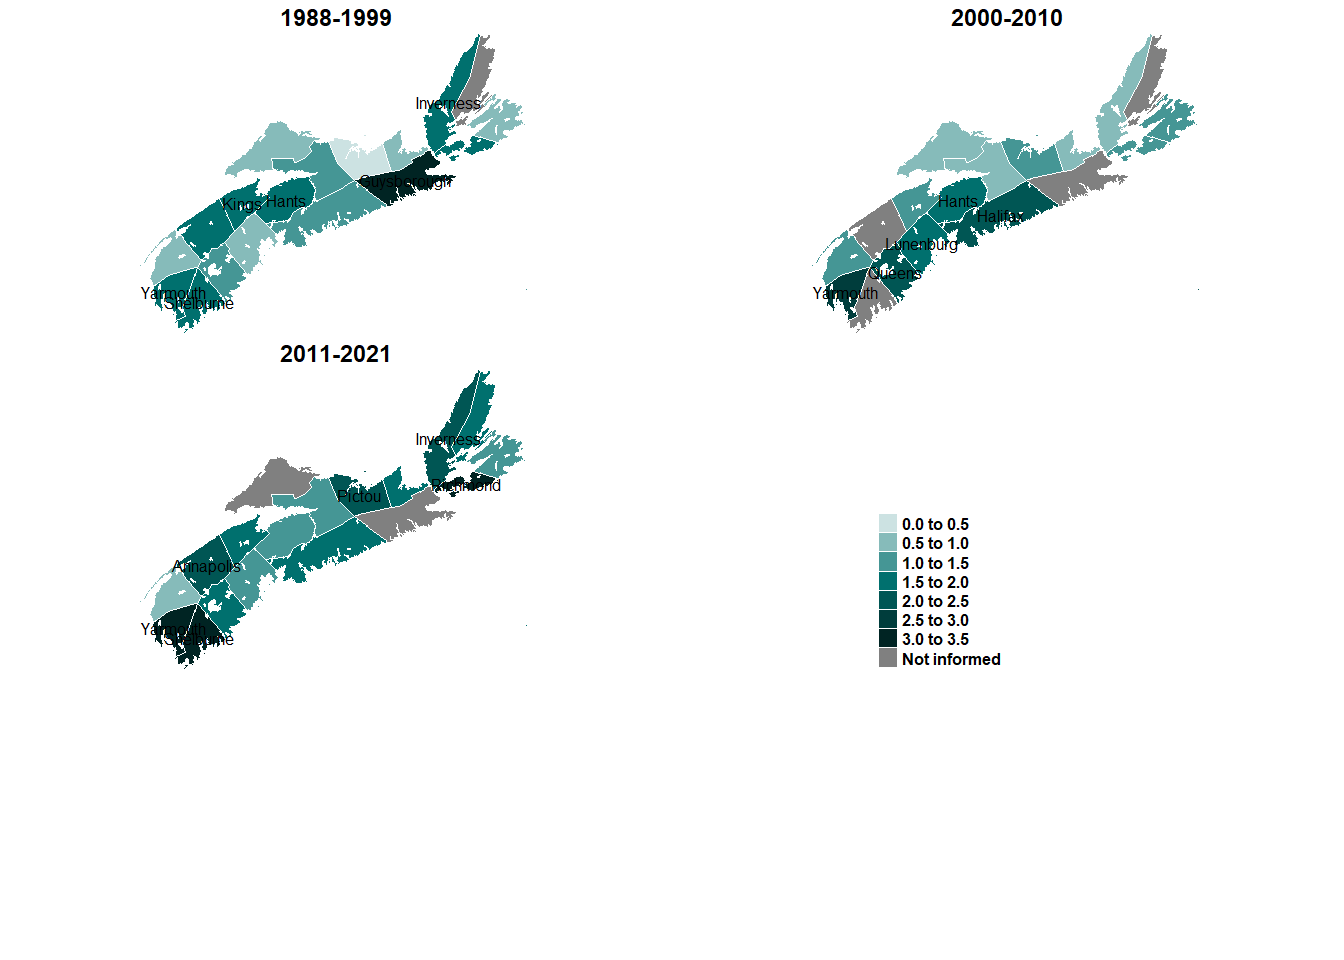 1988-1999
Inverness
Guysborough
Kings
Hants
Yarmouth
Shelburne
2000-2010
Hants
Halifax
Lunenburg
Queens
Yarmouth
2011-2021
Inverness
Richmond
Pictou
Annapolis
Yarmouth
Shelburne
0.0 to 0.5
0.5 to 1.0
1.0 to 1.5
1.5 to 2.0
2.0 to 2.5
2.5 to 3.0
3.0 to 3.5
Not informed